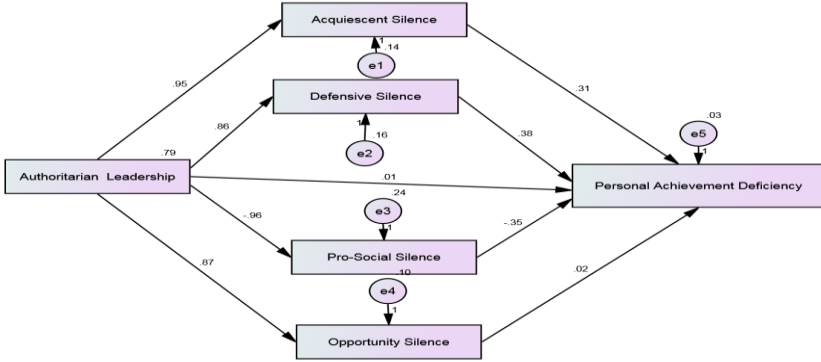 Acquiescent Silence
1
.14
e1
.95
.31
Defensive Silence
.03
.86
1
.16
.38
e5
e2
1
.79
Authoritarian Leadership
.01
Personal Achievement Deficiency
.24
e3
-.96
1
-.35
Pro-Social Silence
.87
.10
e4
.02
1
Opportunity Silence